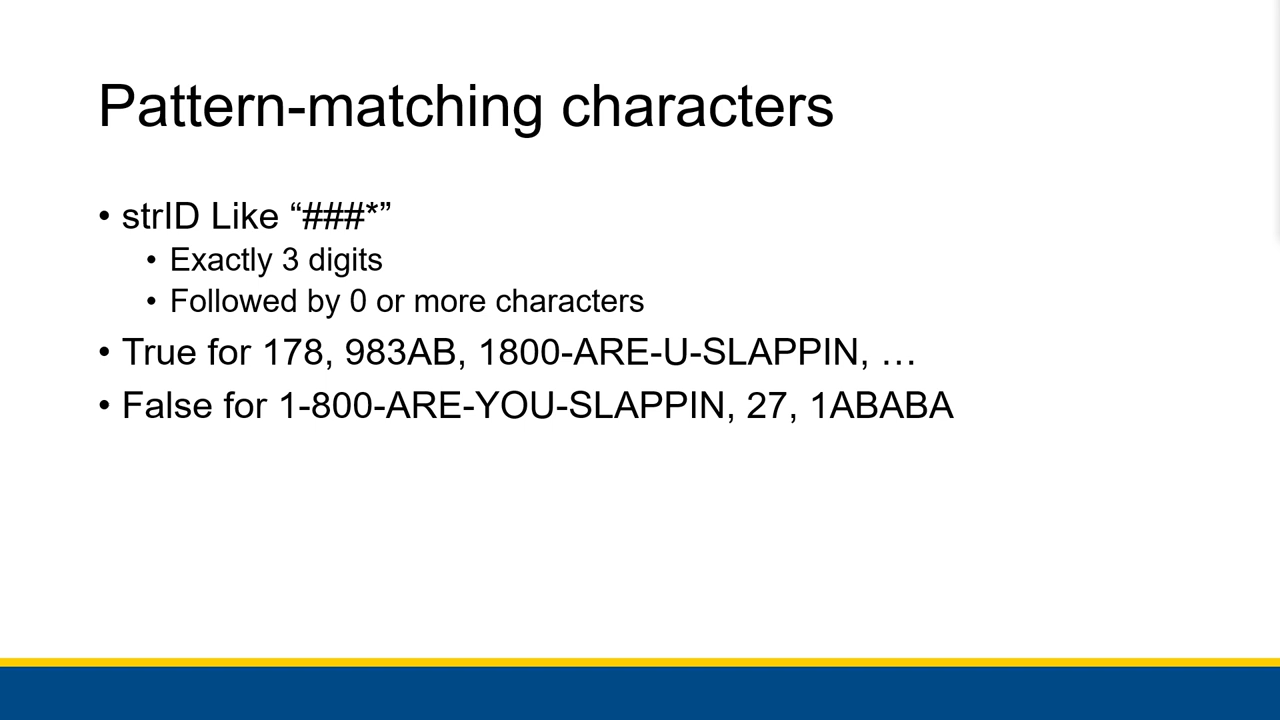 Pattern-matching characters
• strID Like “###*”
• Exactly 3 digits
• Followed by 0 or more characters
• True for 178, 983AB, 1800-ARE-U-SLAPPIN, …
• False for 1-800-ARE-YOU-SLAPPIN, 27, 1ABABA